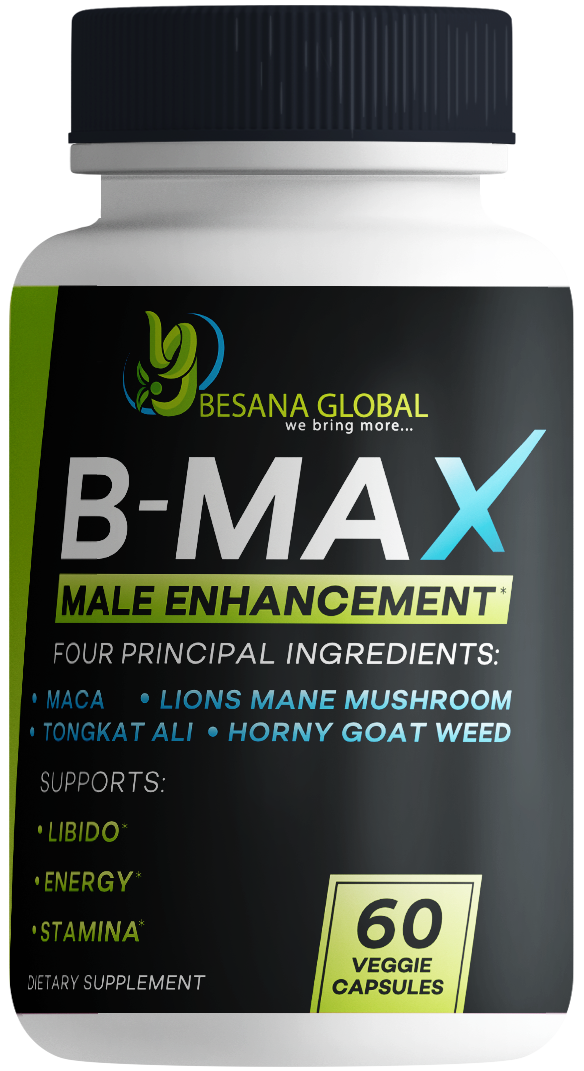 BESANA GLOBAL
we bring more...
B-MAX
MALE ENHANCEMENT*
FOUR PRINCIPAL INGREDIENTS:
• MACA • LIONS MANE MUSHROOM
• TONGKAT ALI • HORNY GOAT WEED
SUPPORTS:
• LIBIDO*
• ENERGY*
• STAMINA*
60
VEGGIE
CAPSULES
DIETARY SUPPLEMENT